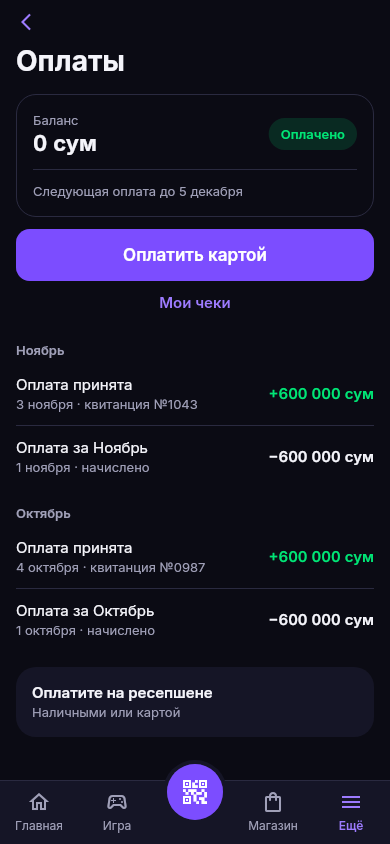 Оплаты
Баланс
0 сум
Оплачено
Следующая оплата до 5 декабря
Оплатить картой
Мои чеки
Ноябрь
Оплата принята
+600 000 сум
3 ноября · квитанция №1043
Оплата за Ноябрь
−600 000 сум
1 ноября · начислено
Октябрь
Оплата принята
+600 000 сум
4 октября · квитанция №0987
Оплата за Октябрь
−600 000 сум
1 октября · начислено
Оплатите на ресепшене
Наличными или картой
Главная
Игра
Магазин
Ещё